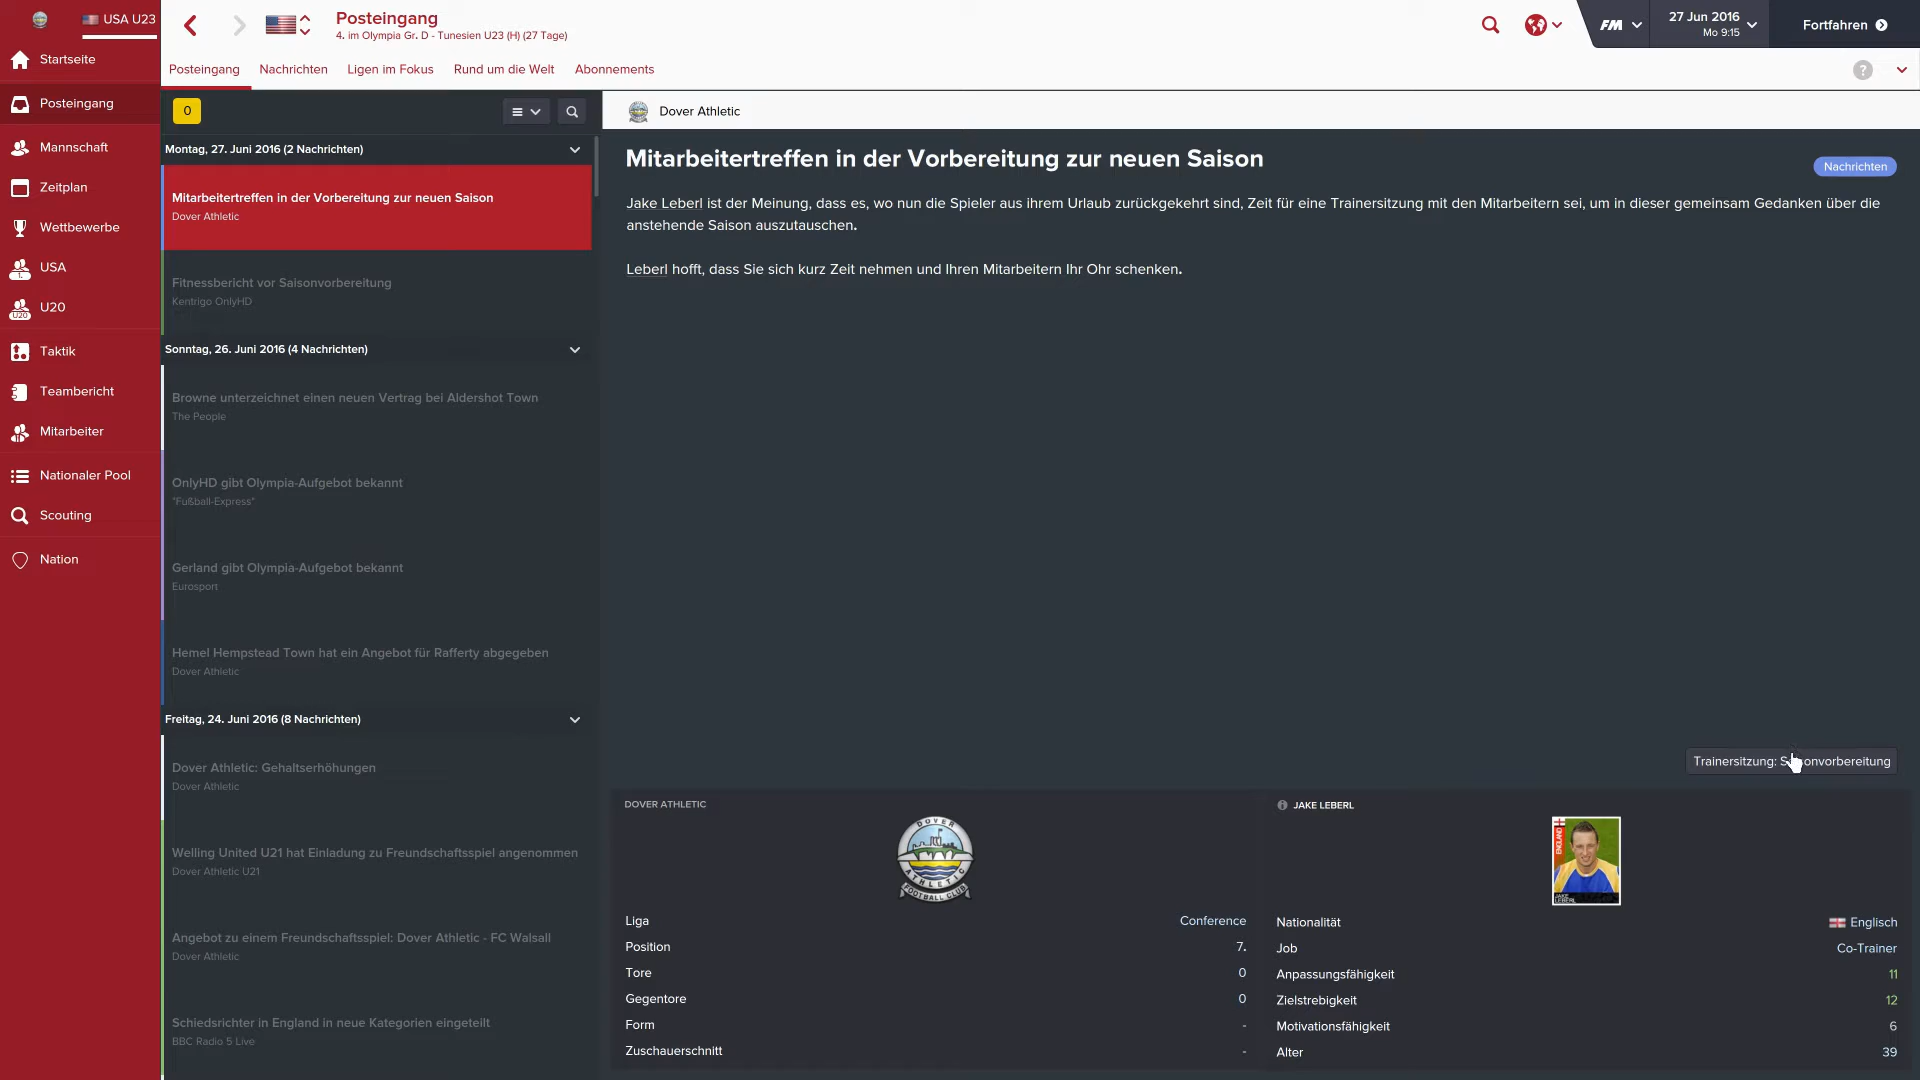 USA U23
Startseite
Posteingang
Mannschaft
Zeitplan
Wettbewerbe
USA
U20
Taktik
Teambericht
Mitarbeiter
Nationaler Pool
Scouting
Nation
Posteingang
4. im Olympia Gr. D - Tunesien U23 (H) (27 Tage)
FM
27 Jun 2016
Mo 9:15
Fortfahren
Posteingang Nachrichten Ligen im Fokus Rund um die Welt Abonnements
?
0
Montag, 27. Juni 2016 (2 Nachrichten)
Mitarbeitertreffen in der Vorbereitung zur neuen Saison
Dover Athletic
Fitnessbericht vor Saisonvorbereitung
Kentrigo OnlyHD
Sonntag, 26. Juni 2016 (4 Nachrichten)
Browne unterzeichnet einen neuen Vertrag bei Aldershot Town
The People
OnlyHD gibt Olympia-Aufgebot bekannt
"Fußball-Express"
Gerland gibt Olympia-Aufgebot bekannt
Eurosport
Hemel Hempstead Town hat ein Angebot für Rafferty abgegeben
Dover Athletic
Freitag, 24. Juni 2016 (8 Nachrichten)
Dover Athletic: Gehaltserhöhungen
Dover Athletic
Welling United U21 hat Einladung zu Freundschaftsspiel angenommen
Dover Athletic U21
Angebot zu einem Freundschaftsspiel: Dover Athletic - FC Walsall
Dover Athletic
Schiedsrichter in England in neue Kategorien eingeteilt
BBC Radio 5 Live
Dover Athletic
Mitarbeitertreffen in der Vorbereitung zur neuen Saison
Nachrichten
Jake Leberl ist der Meinung, dass es, wo nun die Spieler aus ihrem Urlaub zurückgekehrt sind, Zeit für eine Trainersitzung mit den Mitarbeitern sei, um in dieser gemeinsam Gedanken über die
anstehende Saison auszutauschen.
Leberl hofft, dass Sie sich kurz Zeit nehmen und Ihren Mitarbeitern Ihr Ohr schenken.
Trainersitzung: Saisonvorbereitung
DOVER ATHLETIC
DOVER
ATHLETIC
FOOTBALL CLUB
Liga Conference
Position 7.
Tore 0
Gegentore 0
Form -
Zuschauerschnitt -
JAKE LEBERL
ENGLAND
JAKE
LEBERL
Nationalität Englisch
Job Co-Trainer
Anpassungsfähigkeit 11
Zielstrebigkeit 12
Motivationsfähigkeit 6
Alter 39